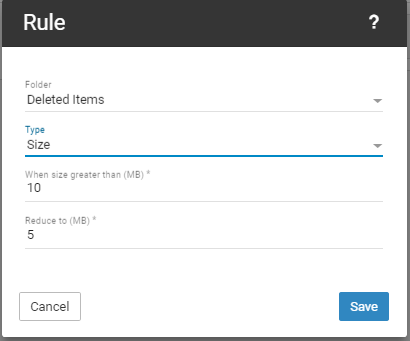 Rule ?
Folder
Deleted Items
Type
Size
When size greater than (MB) *
10
Reduce to (MB) *
5
Cancel Save